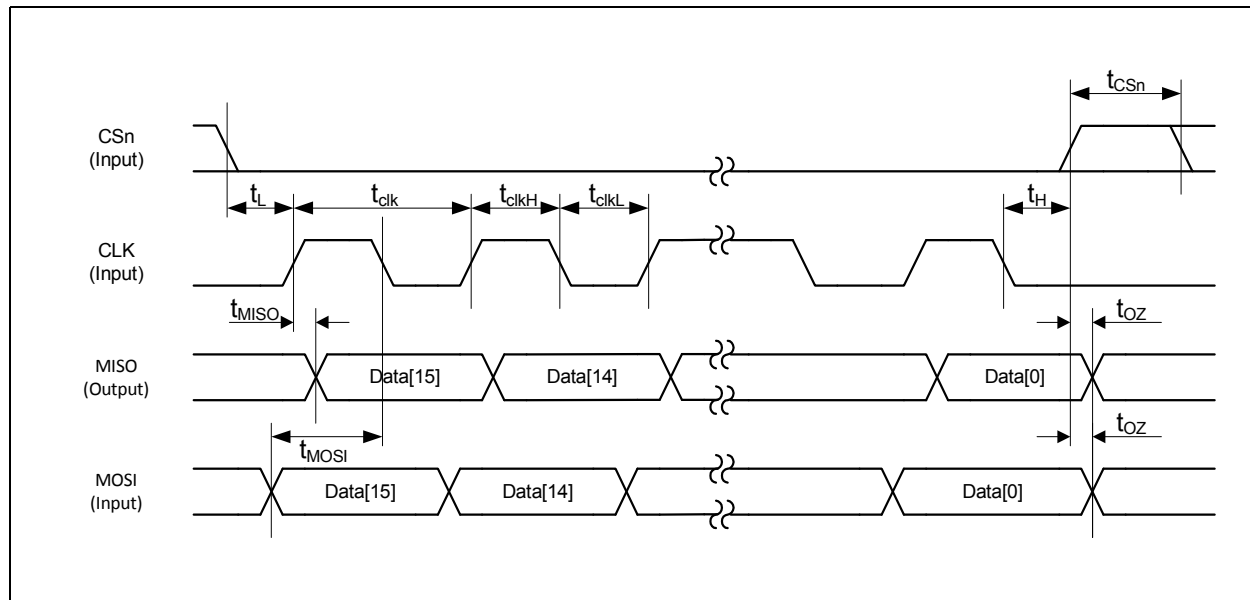 tCSn
CSn
(Input)
tL
tclk
tclkH
tclkL
tH
CLK
(Input)
tMISO
tOZ
MISO
(Output)
Data[15]
Data[14]
Data[0]
tMOSI
tOZ
MOSI
(Input)
Data[15]
Data[14]
Data[0]